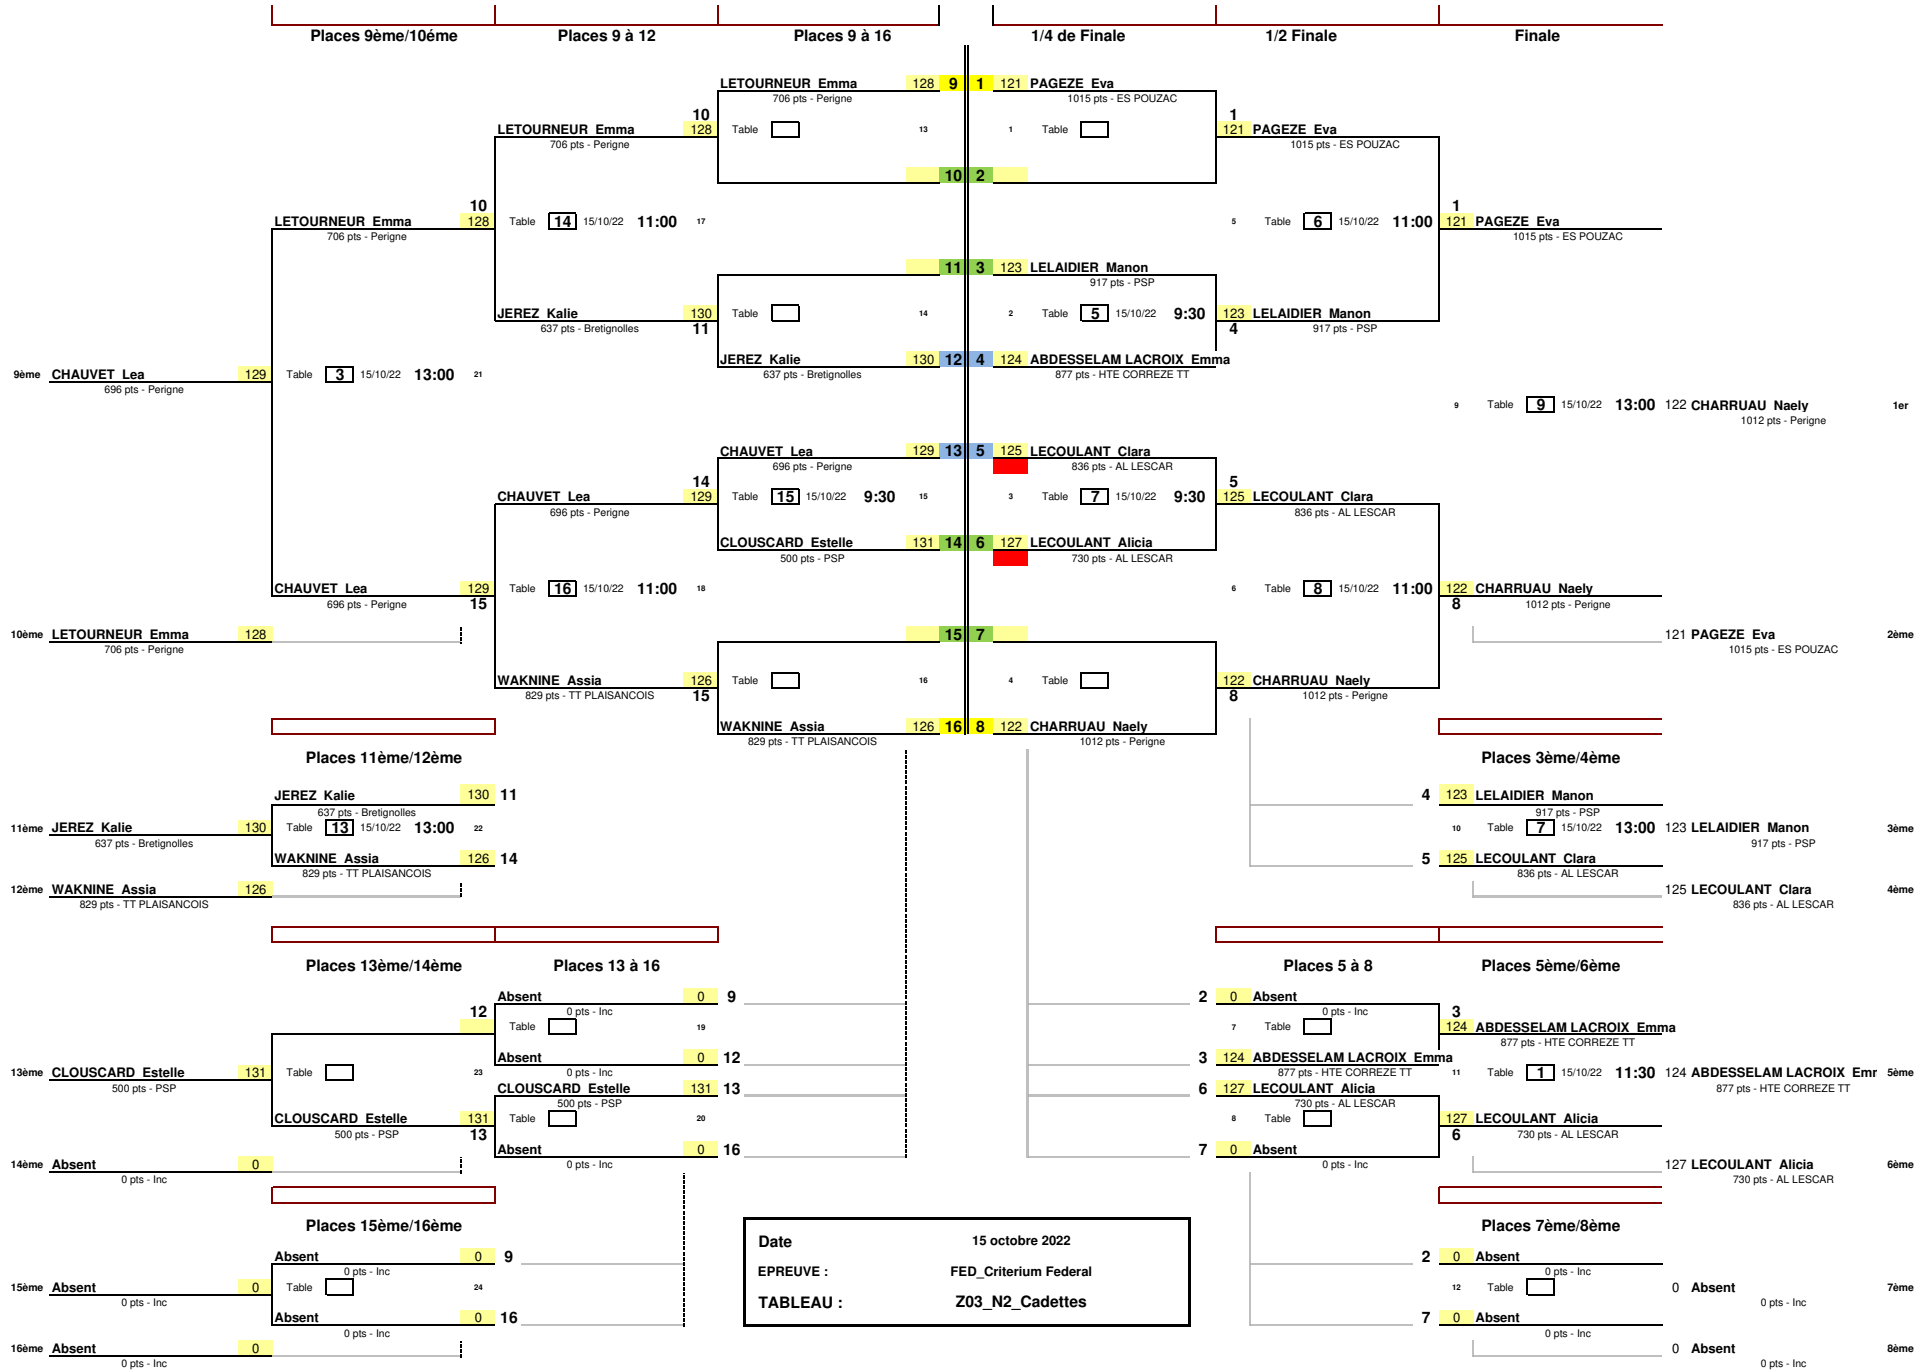 Places 9ème/10éme Places 9 à 12 Places 9 à 16 1/4 de Finale 1/2 Finale Finale
LETOURNEUR Emma 128 9 1 121 PAGEZE Eva
706 pts - Perigne 1015 pts - ES POUZAC
10 1
LETOURNEUR Emma 128 Table 13 1 Table 121 PAGEZE Eva
706 pts - Perigne 1015 pts - ES POUZAC
10 2
10 1
LETOURNEUR Emma 128 Table 14 15/10/22 11:00 17 5 Table 6 15/10/22 11:00 121 PAGEZE Eva
706 pts - Perigne 1015 pts - ES POUZAC
11 3 123 LELAIDIER Manon
917 pts - PSP
JEREZ Kalie 130 Table 14 2 Table 5 15/10/22 9:30 123 LELAIDIER Manon
637 pts - Bretignolles 11 4 917 pts - PSP
JEREZ Kalie 130 12 4 124 ABDESSELAM LACROIX Emma
637 pts - Bretignolles 877 pts - HTE CORREZE TT
9ème CHAUVET Lea 129 Table 3 15/10/22 13:00 21
696 pts - Perigne
9 Table 9 15/10/22 13:00 122 CHARRUAU Naely 1er
1012 pts - Perigne
CHAUVET Lea 129 13 5 125 LECOULANT Clara
696 pts - Perigne 836 pts - AL LESCAR
14 5
CHAUVET Lea 129 Table 15 15/10/22 9:30 15 3 Table 7 15/10/22 9:30 125 LECOULANT Clara
696 pts - Perigne 836 pts - AL LESCAR
CLOUSCARD Estelle 131 14 6 127 LECOULANT Alicia
500 pts - PSP 730 pts - AL LESCAR
CHAUVET Lea 129 Table 16 15/10/22 11:00 18 6 Table 8 15/10/22 11:00 122 CHARRUAU Naely
696 pts - Perigne 15 8 1012 pts - Perigne
10ème LETOURNEUR Emma 128 15 7 121 PAGEZE Eva 2ème
706 pts - Perigne 1015 pts - ES POUZAC
WAKNINE Assia 126 Table 16 4 Table 122 CHARRUAU Naely
829 pts - TT PLAISANCOIS 15 8 1012 pts - Perigne
WAKNINE Assia 126 16 8 122 CHARRUAU Naely
829 pts - TT PLAISANCOIS 1012 pts - Perigne
Places 11ème/12ème Places 3ème/4ème
JEREZ Kalie 130 11 4 123 LELAIDIER Manon
637 pts - Bretignolles 917 pts - PSP
11ème JEREZ Kalie 130 Table 13 15/10/22 13:00 22 10 Table 7 15/10/22 13:00 123 LELAIDIER Manon 3ème
637 pts - Bretignolles 917 pts - PSP
WAKNINE Assia 126 14 5 125 LECOULANT Clara
829 pts - TT PLAISANCOIS 836 pts - AL LESCAR
12ème WAKNINE Assia 126 125 LECOULANT Clara 4ème
829 pts - TT PLAISANCOIS 836 pts - AL LESCAR
Places 13ème/14ème Places 13 à 16 Places 5 à 8 Places 5ème/6ème
Absent 0 9 2 0 Absent
0 pts - Inc 0 pts - Inc
12 3
Table 19 7 Table 124 ABDESSELAM LACROIX Emma
877 pts - HTE CORREZE TT
Absent 0 12 3 124 ABDESSELAM LACROIX Emma
0 pts - Inc 877 pts - HTE CORREZE TT
13ème CLOUSCARD Estelle 131 Table 23 11 Table 1 15/10/22 11:30 124 ABDESSELAM LACROIX Emr 5ème
500 pts - PSP 877 pts - HTE CORREZE TT
CLOUSCARD Estelle 131 13 6 127 LECOULANT Alicia
500 pts - PSP 730 pts - AL LESCAR
CLOUSCARD Estelle 131 Table 20 8 Table 127 LECOULANT Alicia
500 pts - PSP 13 6 730 pts - AL LESCAR
Absent 0 16 7 0 Absent
0 pts - Inc 0 pts - Inc
14ème Absent 0 127 LECOULANT Alicia 6ème
0 pts - Inc 730 pts - AL LESCAR
Places 15ème/16ème Places 7ème/8ème
Date 15 octobre 2022
EPREUVE : FED_Criterium Federal
TABLEAU : Z03_N2_Cadettes
Absent 0 9 2 0 Absent
0 pts - Inc 0 pts - Inc
15ème Absent 0 Table 24 12 Table 0 Absent 7ème
0 pts - Inc 0 pts - Inc
Absent 0 16 7 0 Absent
0 pts - Inc 0 pts - Inc
16ème Absent 0 0 Absent 8ème
0 pts - Inc 0 pts - Inc